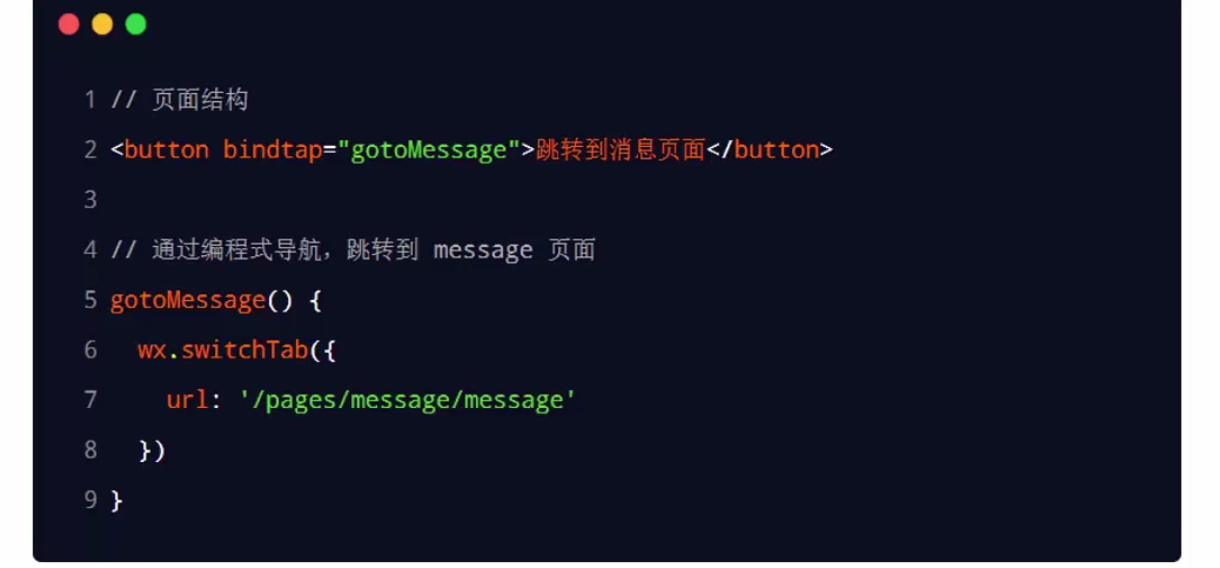 1 // 页面结构
2 <button bindtap="gotoMessage">跳转到消息页面</button>
3
4 // 通过编程式导航，跳转到 message 页面
5 gotoMessage() {
6   wx.switchTab({
7     url: '/pages/message/message'
8   })
9 }